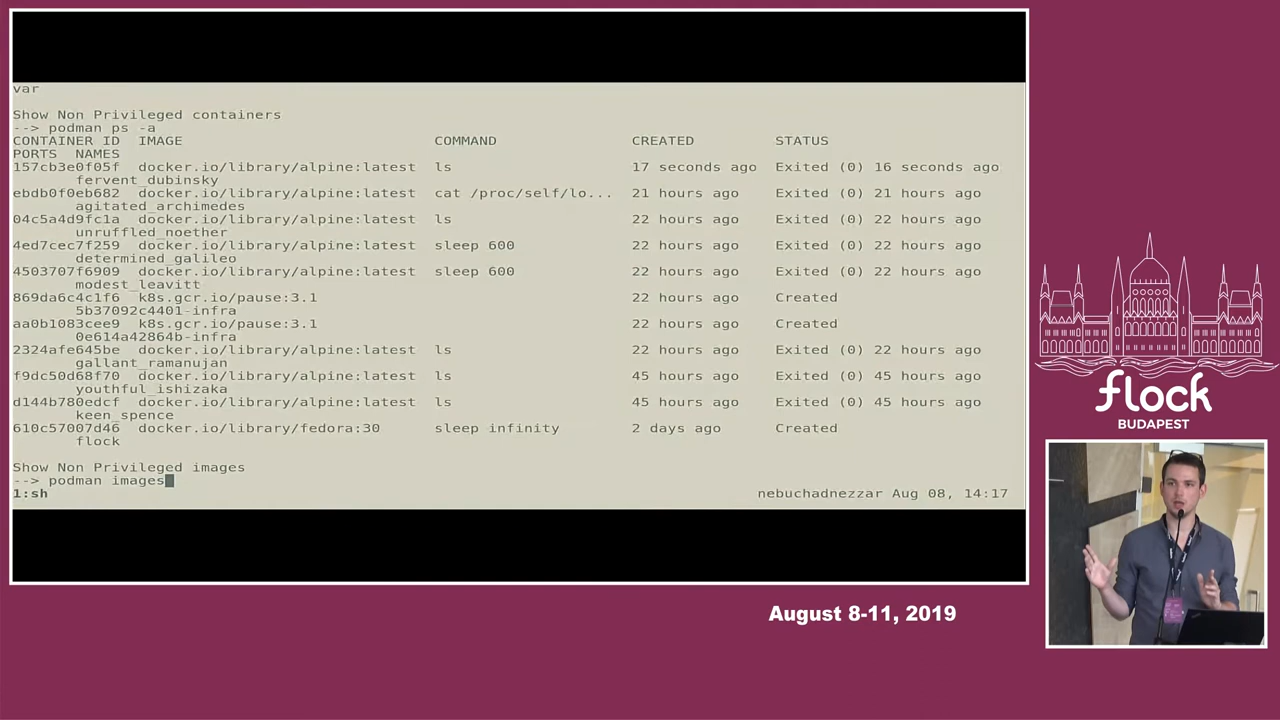 var
Show Non Privileged containers
--> podman ps -a
CONTAINER ID  IMAGE                            COMMAND               CREATED         STATUS
PORTS  NAMES
157cb3e0f05f  docker.io/library/alpine:latest  ls                    17 seconds ago  Exited (0) 16 seconds ago
fervent_dubinsky
ebdb0f0eb682  docker.io/library/alpine:latest  cat /proc/self/lo...  21 hours ago    Exited (0) 21 hours ago
agitated_archimedes
04c5a4d9fc1a  docker.io/library/alpine:latest  ls                    22 hours ago    Exited (0) 22 hours ago
unruffled_noether
4ed7cec7f259  docker.io/library/alpine:latest  sleep 600             22 hours ago    Exited (0) 22 hours ago
determined_galileo
4503707f6909  docker.io/library/alpine:latest  sleep 600             22 hours ago    Exited (0) 22 hours ago
modest_leavitt
869da6c4c1f6  k8s.gcr.io/pause:3.1                                   22 hours ago    Created
5b37092c4401-infra
aa0b1083cee9  k8s.gcr.io/pause:3.1                                   22 hours ago    Created
0e614a42864b-infra
2324afe645be  docker.io/library/alpine:latest  ls                    22 hours ago    Exited (0) 22 hours ago
gallant_ramanujan
f9dc50d68f70  docker.io/library/alpine:latest  ls                    45 hours ago    Exited (0) 45 hours ago
youthful_ishizaka
d144b780edcf  docker.io/library/alpine:latest  ls                    45 hours ago    Exited (0) 45 hours ago
keen_spence
610c57007d46  docker.io/library/fedora:30      sleep infinity        2 days ago      Created
flock
Show Non Privileged images
--> podman images
1:sh  nebuchadnezzar Aug 08, 14:17
flock
BUDAPEST
August 8-11, 2019